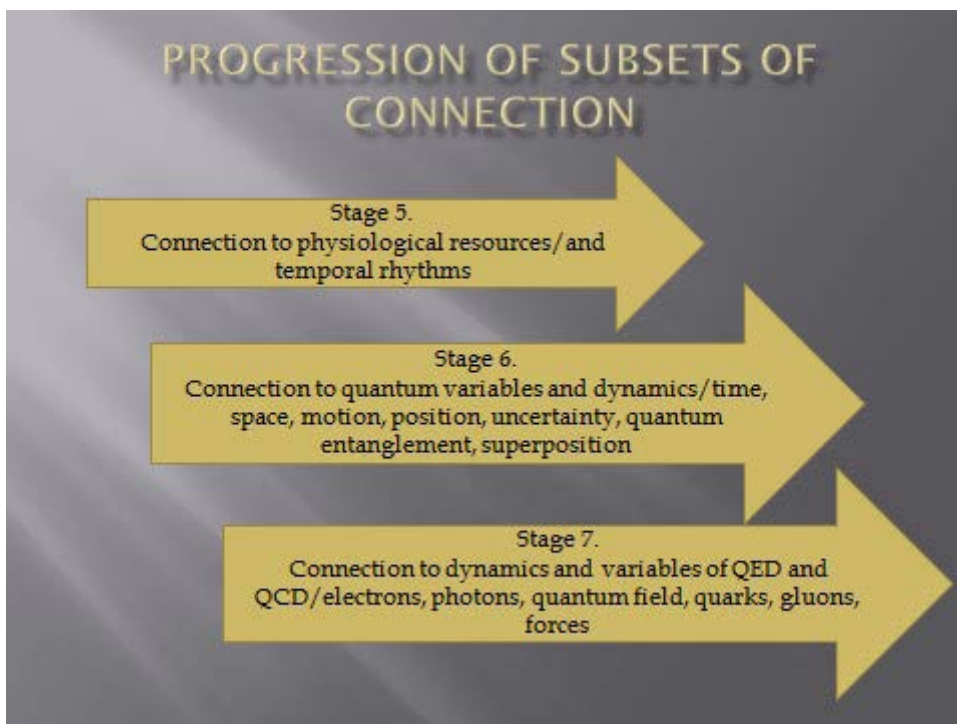 PROGRESSION OF SUBSETS OF
CONNECTION
Stage 5.
Connection to physiological resources/and
temporal rhythms
Stage 6.
Connection to quantum variables and dynamics/time,
space, motion, position, uncertainty, quantum
entanglement, superposition
Stage 7.
Connection to dynamics and variables of QED and
QCD/electrons, photons, quantum field, quarks, gluons,
forces